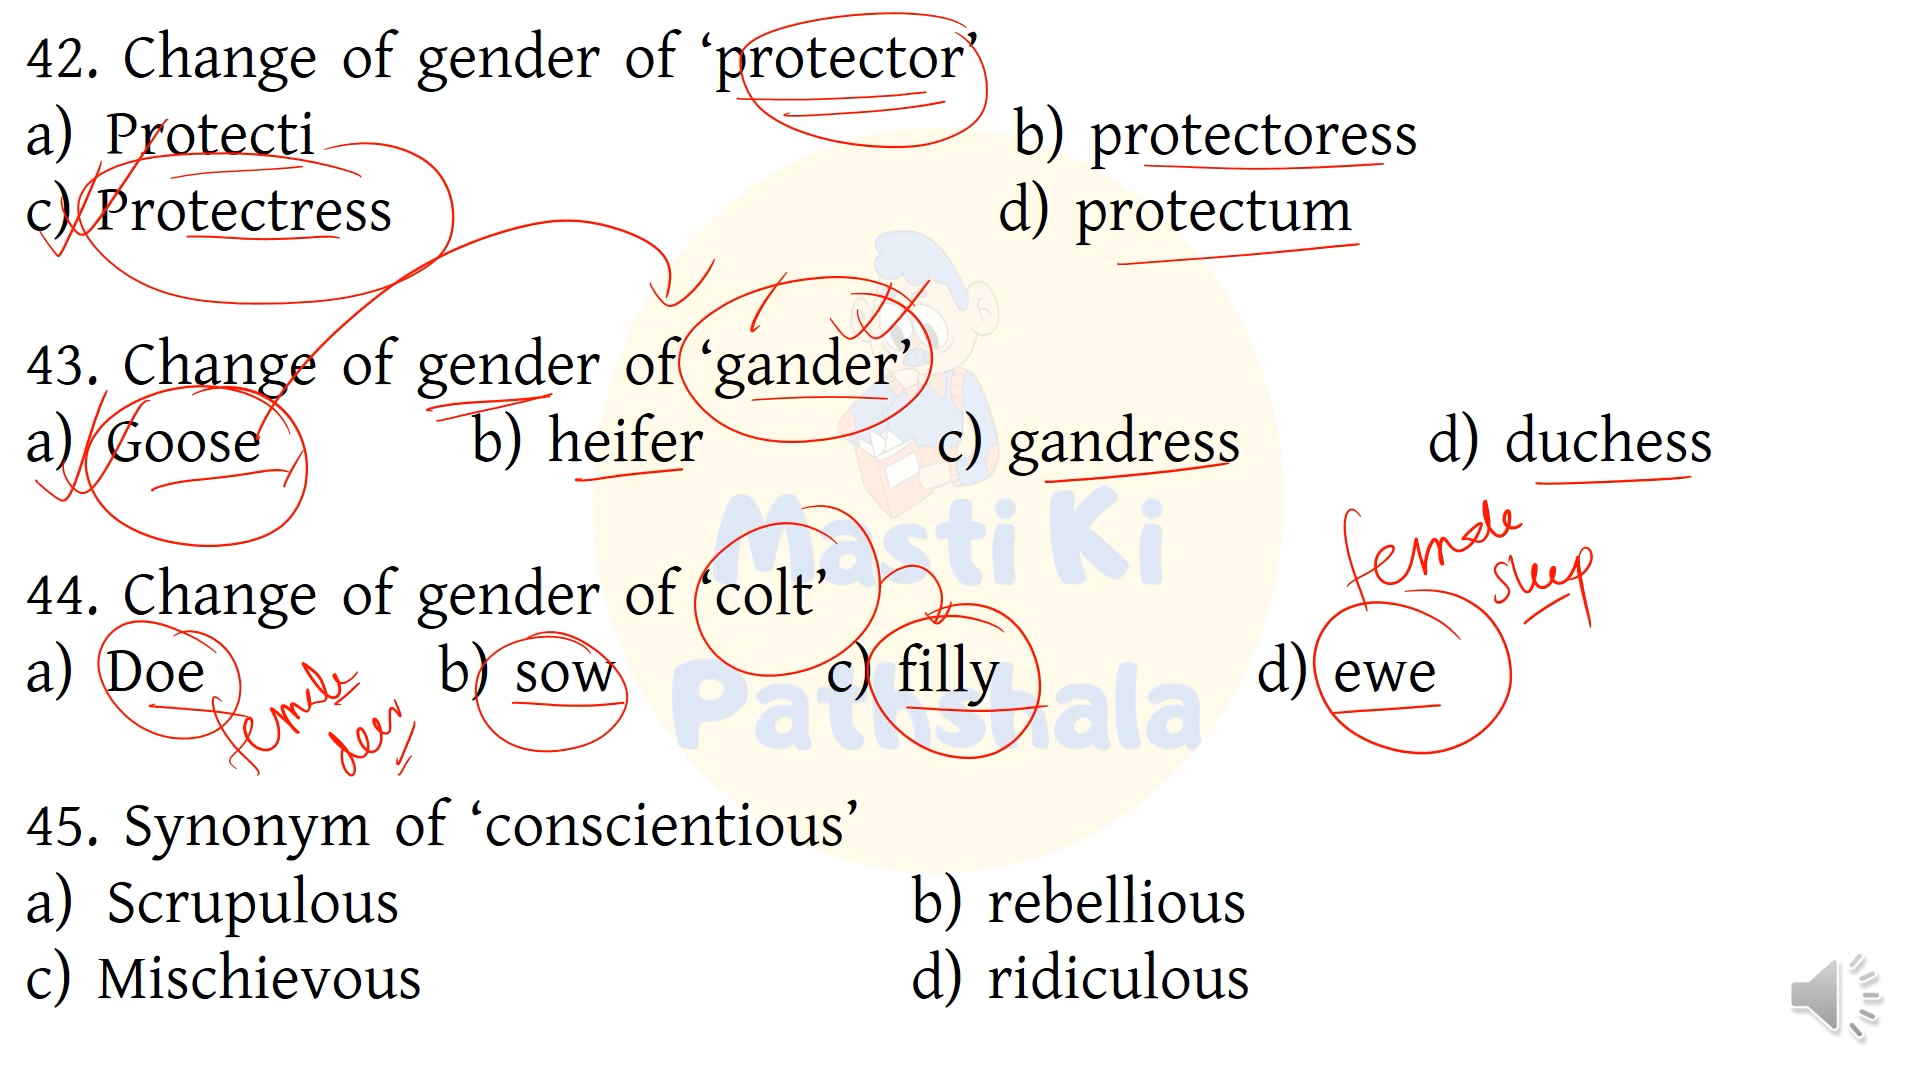 42. Change of gender of ‘protector’
a) Protecti b) protectoress
c) Protectress d) protectum
43. Change of gender of ‘gander’
a) Goose b) heifer c) gandress d) duchess
female
sleep
44. Change of gender of ‘colt’
a) Doe b) sow c) filly d) ewe
female
deer
45. Synonym of ‘conscientious’
a) Scrupulous b) rebellious
c) Mischievous d) ridiculous
Masti Ki
Pathshala